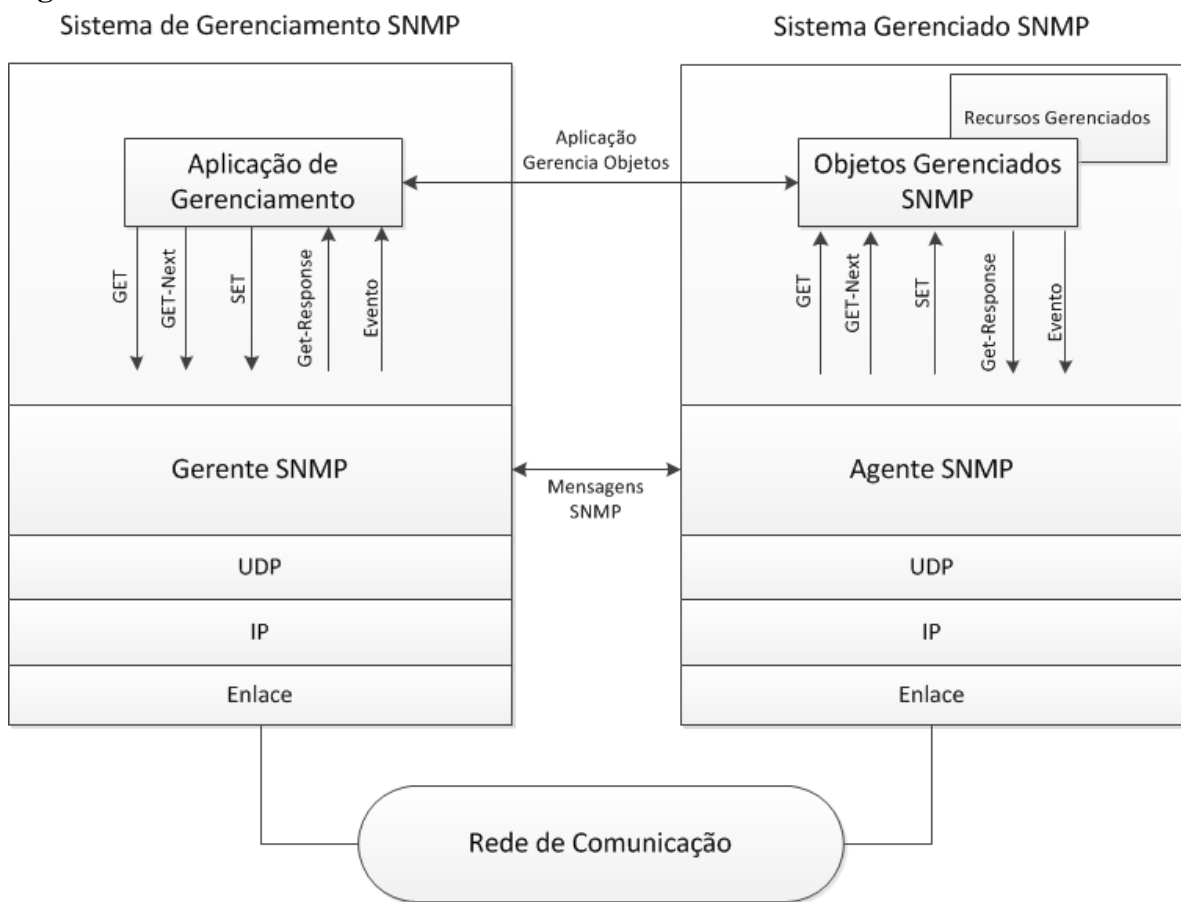 Sistema de Gerenciamento SNMP
Sistema Gerenciado SNMP
Recursos Gerenciados
Aplicação
Gerencia Objetos
Aplicação de
Gerenciamento
Objetos Gerenciados
SNMP
GET
GET-Next
SET
Get-Response
Evento
GET
GET-Next
SET
Get-Response
Evento
Gerente SNMP
Mensagens
SNMP
Agente SNMP
UDP
UDP
IP
IP
Enlace
Enlace
Rede de Comunicação